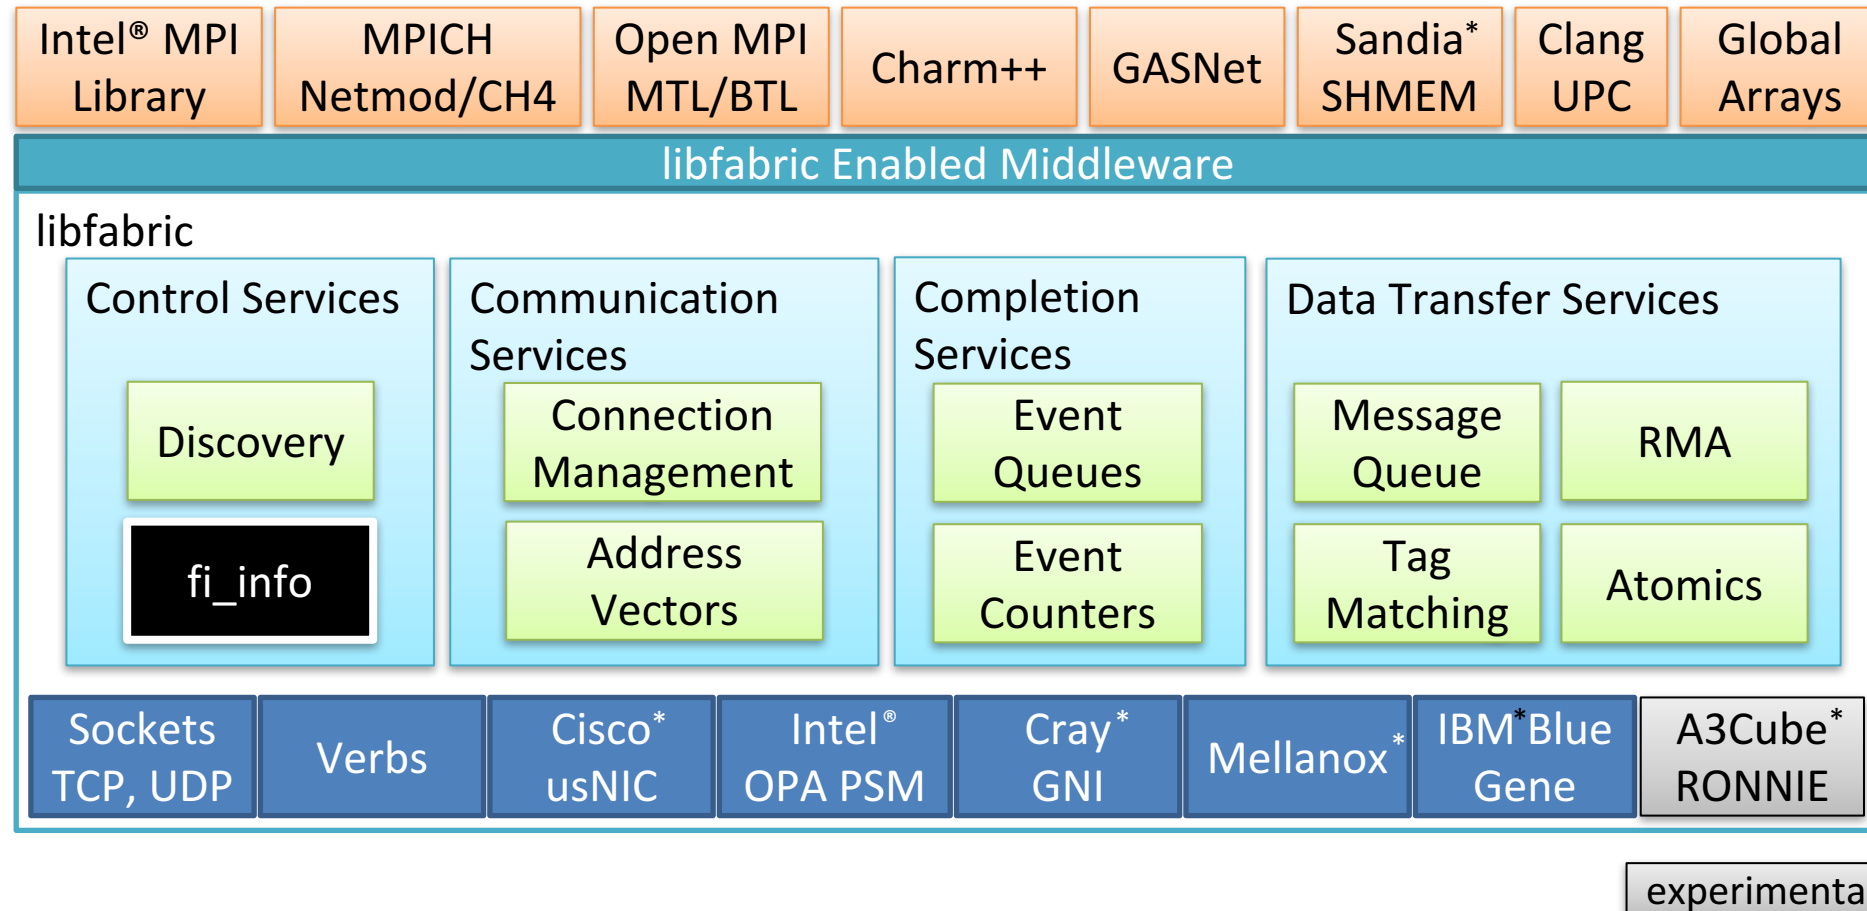 Intel® MPI
Library
MPICH
Netmod/CH4
Open MPI
MTL/BTL
Charm++
GASNet
Sandia*
SHMEM
Clang
UPC
Global
Arrays
libfabric Enabled Middleware
libfabric
Control Services
Discovery
fi_info
Communication
Services
Connection
Management
Address
Vectors
Completion
Services
Event
Queues
Event
Counters
Data Transfer Services
Message
Queue
RMA
Tag
Matching
Atomics
Sockets
TCP, UDP
Verbs
Cisco*
usNIC
Intel®
OPA PSM
Cray*
GNI
Mellanox*
IBM*Blue
Gene
A3Cube*
RONNIE
experimenta